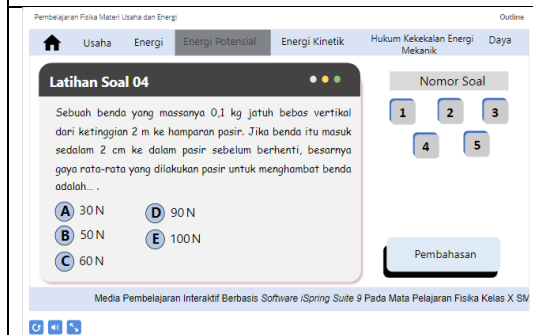 Pembelajaran Fisika Materi Usaha dan Energi
Outline
Usaha Energi Energi Potensial Energi Kinetik Hukum Kekekalan Energi Mekanik Daya
Latihan Soal 04
Sebuah benda yang massanya 0,1 kg jatuh bebas vertikal
dari ketinggian 2 m ke hamparan pasir. Jika benda itu masuk
sedalam 2 cm ke dalam pasir sebelum berhenti, besarnya
gaya rata-rata yang dilakukan pasir untuk menghambat benda
adalah... .
A 30 N
B 50 N
C 60 N
D 90 N
E 100 N
Nomor Soal
1 2 3
4 5
Pembahasan
Media Pembelajaran Interaktif Berbasis Software iSpring Suite 9 Pada Mata Pelajaran Fisika Kelas X SM